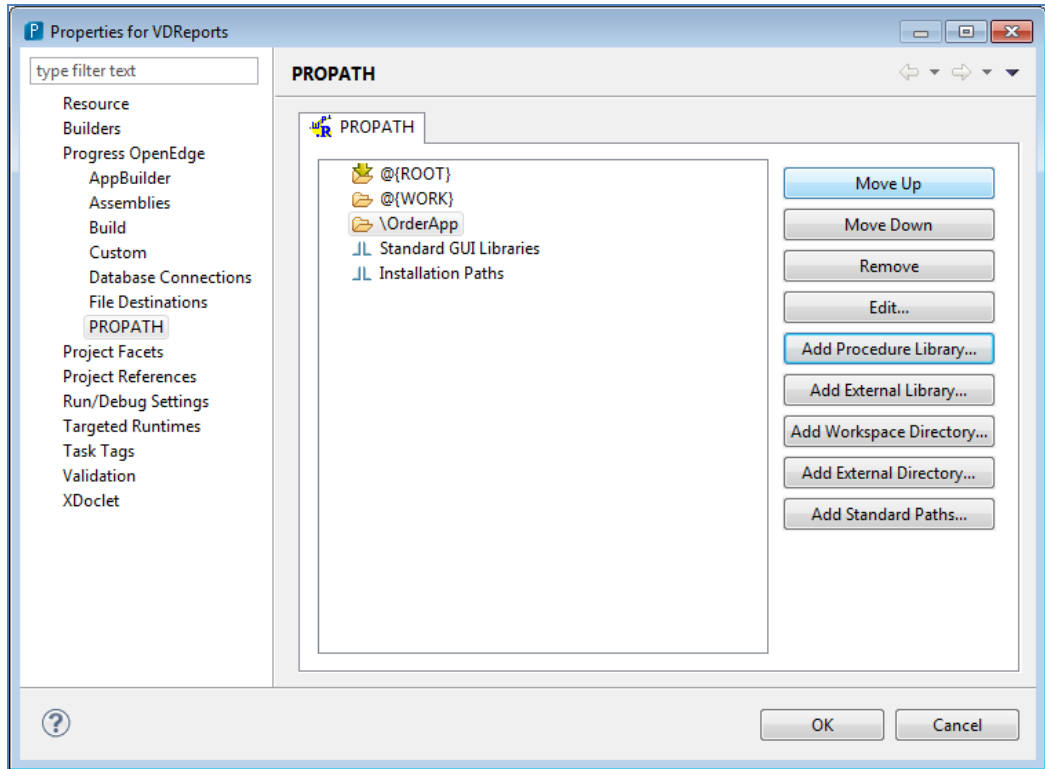 Properties for VDReports
type filter text
Resource
Builders
Progress OpenEdge
AppBuilder
Assemblies
Build
Custom
Database Connections
File Destinations
PROPATH
Project Facets
Project References
Run/Debug Settings
Targeted Runtimes
Task Tags
Validation
XDoclet
PROPATH
PROPATH
@{ROOT}
@{WORK}
\OrderApp
Standard GUI Libraries
Installation Paths
Move Up
Move Down
Remove
Edit...
Add Procedure Library...
Add External Library...
Add Workspace Directory...
Add External Directory...
Add Standard Paths...
?
OK
Cancel